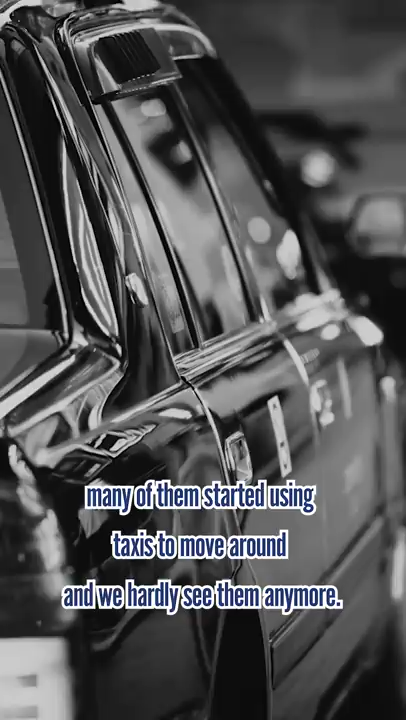 many of them started using
taxis to move around
and we hardly see them anymore.